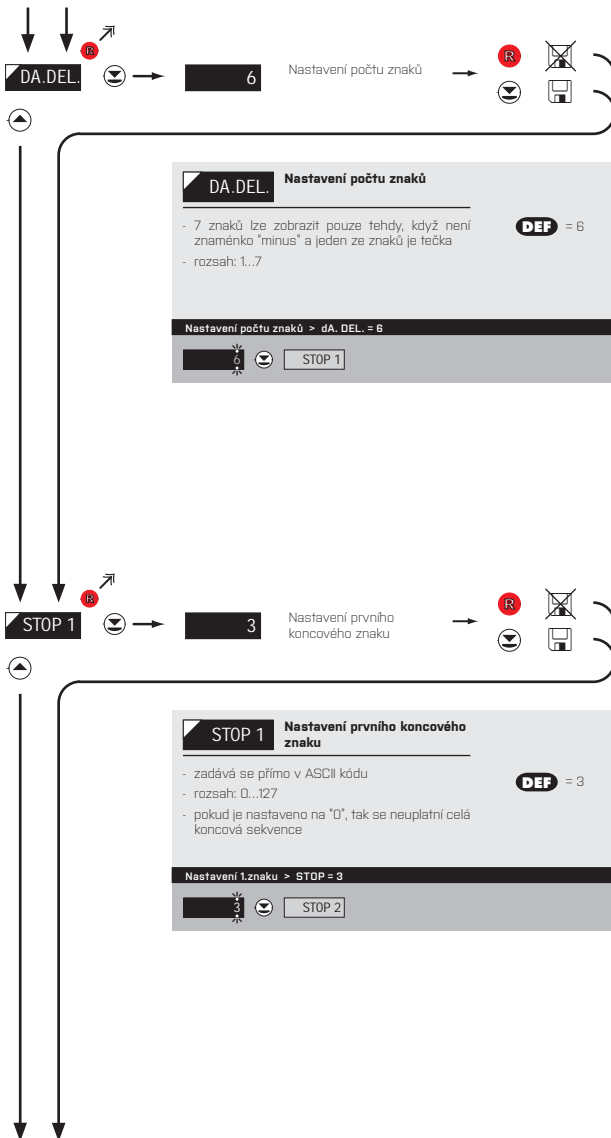 R
DA.DEL.
6
Nastavení počtu znaků
R
DA.DEL.
Nastavení počtu znaků
- 7 znaků lze zobrazit pouze tehdy, když není
znaménko "minus" a jeden ze znaků je tečka
- rozsah: 1...7
DEF = 6
Nastavení počtu znaků > dA. DEL. = 6
6
STOP 1
R
STOP 1
3
Nastavení prvního
koncového znaku
R
STOP 1
Nastavení prvního koncového
znaku
- zadává se přímo v ASCII kódu
- rozsah: 0...127
- pokud je nastaveno na "0", tak se neuplatní celá
koncová sekvence
DEF = 3
Nastavení 1.znaku > STOP = 3
3
STOP 2